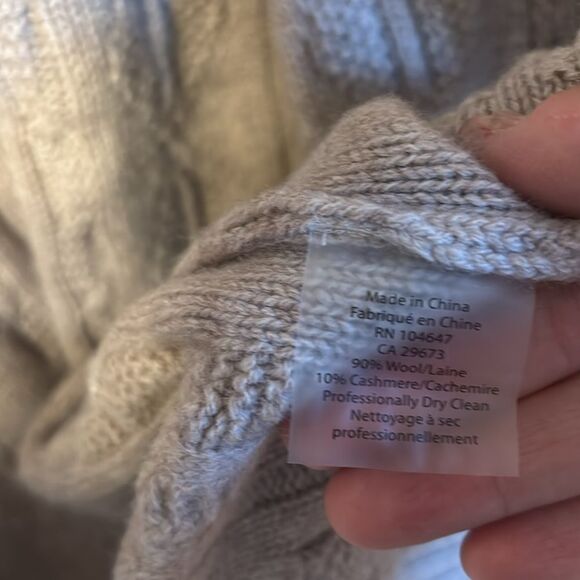 Made in China
Fabriqué en Chine
RN 104647
CA 29673
90% Wool/Laine
10% Cashmere/Cachemire
Professionally Dry Clean
Nettoyage à sec
professionnellement